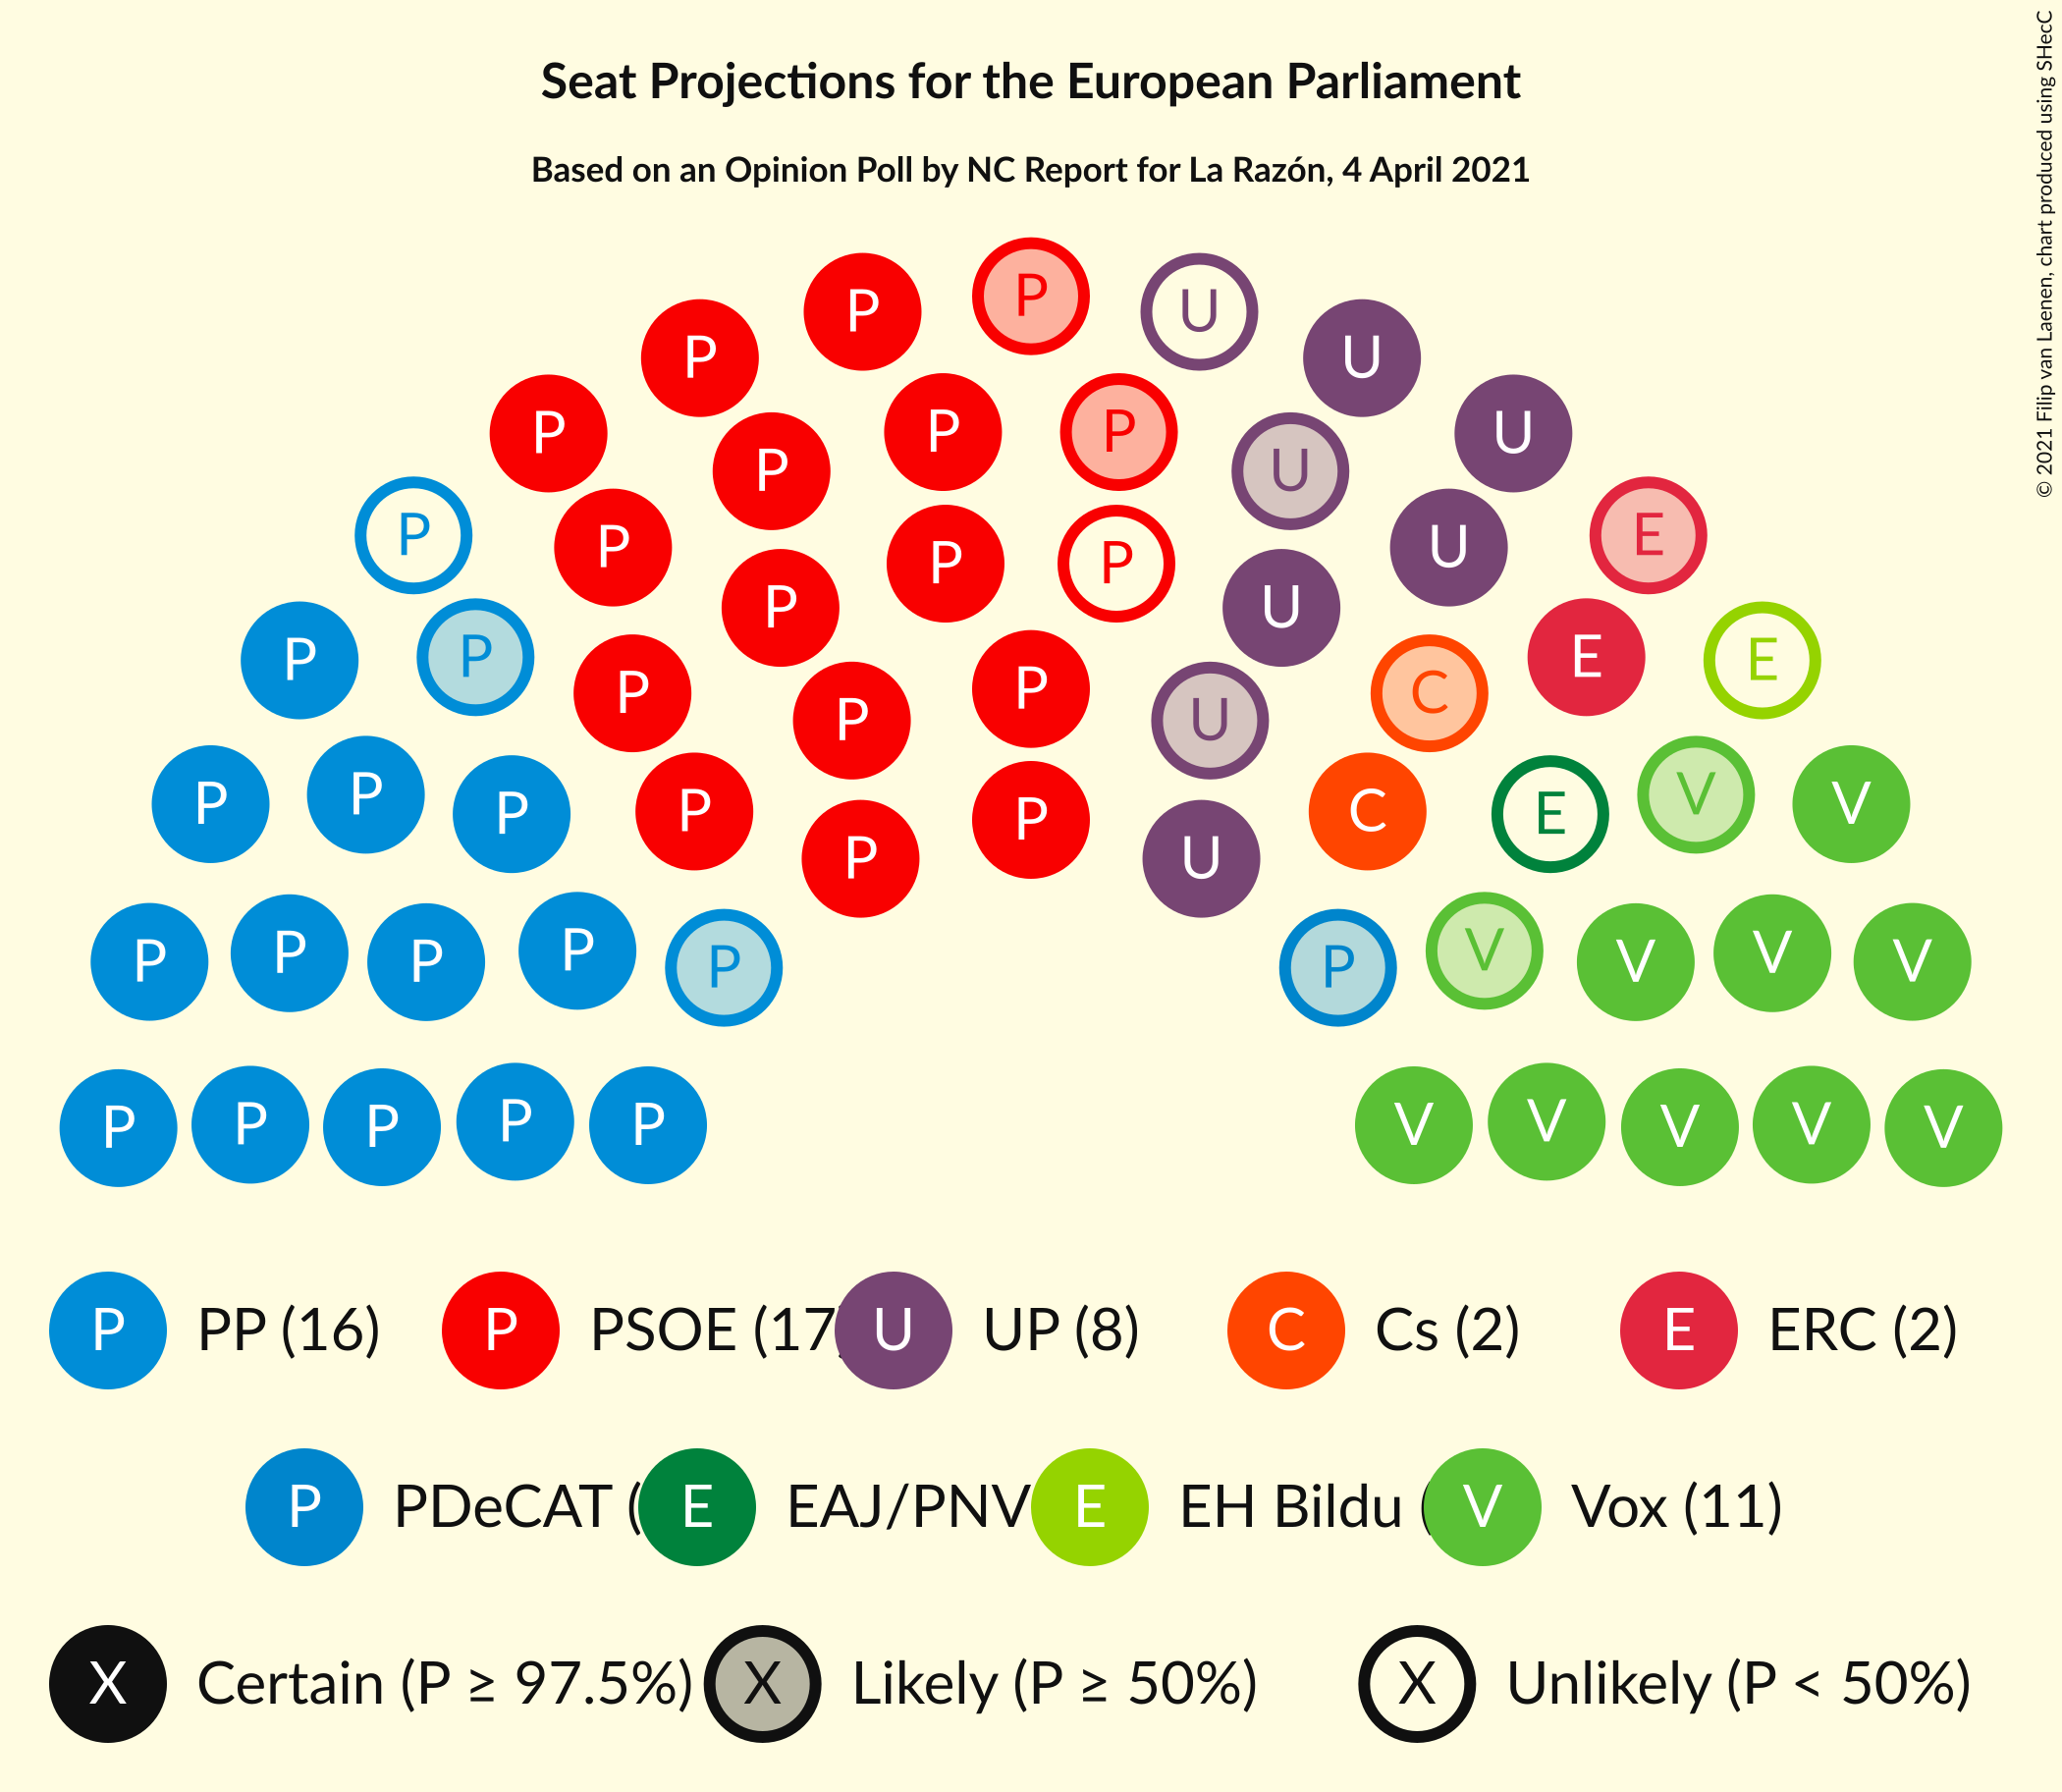 Seat Projections for the European Parliament
Based on an Opinion Poll by NC Report for La Razón, 4 April 2021
© 2021 Filip van Laenen, chart produced using SHecC
P
P U
P U
P P P U
P U
P E
P U
P P
P U
P P E E
P P C
P U
P P P P P C E V V
P U
P P P P P P V V V V
P P P P P V V V V V
P PP (16) P PSOE (17 U UP (8) C Cs (2) E ERC (2)
P PDeCAT ( E EAJ/PNV E EH Bildu ( V Vox (11)
X Certain (P ≥ 97.5%) X Likely (P ≥ 50%) X Unlikely (P < 50%)